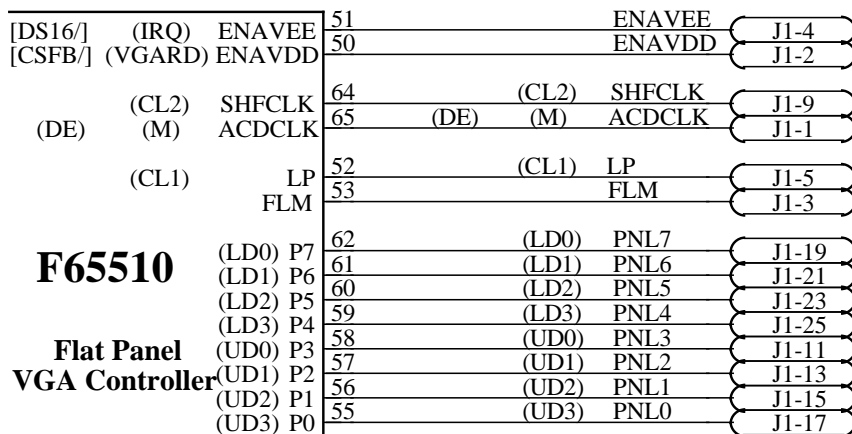 [DS16/] (IRQ) ENAVEE 51 ENAVEE J1-4
[CSFB/] (VGARD) ENAVDD 50 ENAVDD J1-2
(CL2) SHFCLK 64 (CL2) SHFCLK J1-9
(DE) (M) ACDCLK 65 (DE) (M) ACDCLK J1-1
(CL1) LP 52 (CL1) LP J1-5
FLM 53 FLM J1-3
(LD0) P7 62 (LD0) PNL7 J1-19
F65510
(LD1) P6 61 (LD1) PNL6 J1-21
(LD2) P5 60 (LD2) PNL5 J1-23
(LD3) P4 59 (LD3) PNL4 J1-25
Flat Panel
(UD0) P3 58 (UD0) PNL3 J1-11
VGA Controller
(UD1) P2 57 (UD1) PNL2 J1-13
(UD2) P1 56 (UD2) PNL1 J1-15
(UD3) P0 55 (UD3) PNL0 J1-17